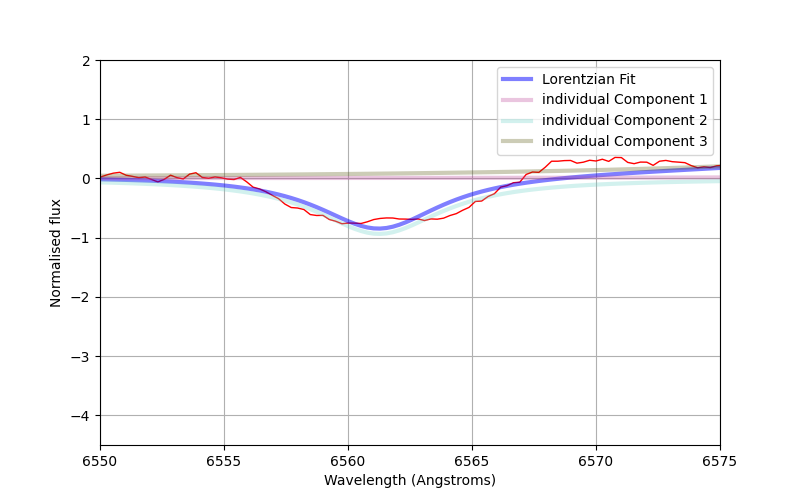 2
1
0
−1
−2
−3
−4
Normalised flux
Lorentzian Fit
individual Component 1
individual Component 2
individual Component 3
6550 6555 6560 6565 6570 6575
Wavelength (Angstroms)